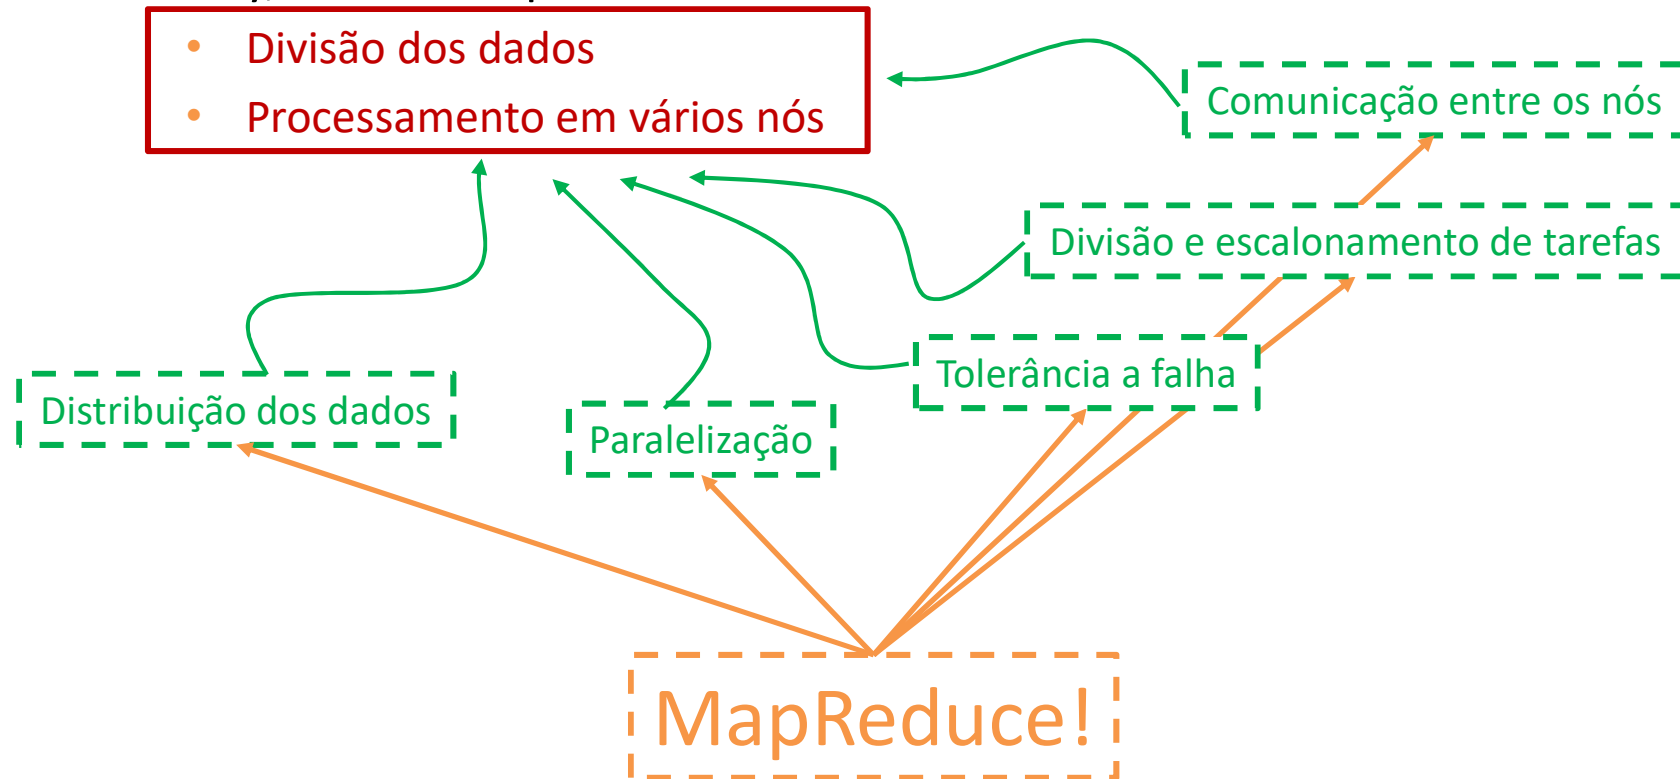 • Divisão dos dados
• Processamento em vários nós
Comunicação entre os nós
Divisão e escalonamento de tarefas
Tolerância a falha
Distribuição dos dados
Paralelização
MapReduce!